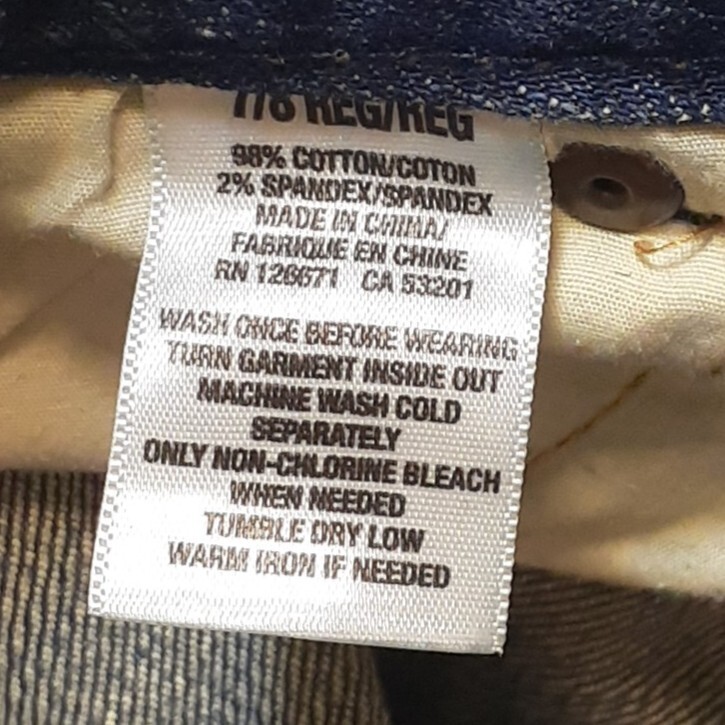 7/8 REG/REG
98% COTTON/COTON
2% SPANDEX/SPANDEX
MADE IN CHINA/
FABRIQUE EN CHINE
RN 126671 CA 53201
WASH ONCE BEFORE WEARING
TURN GARMENT INSIDE OUT
MACHINE WASH COLD
SEPARATELY
ONLY NON-CHLORINE BLEACH
WHEN NEEDED
TUMBLE DRY LOW
WARM IRON IF NEEDED